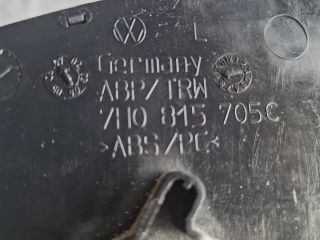 L
Germany
ABP/TRW
7H0 815 705C
>ABS/PC<